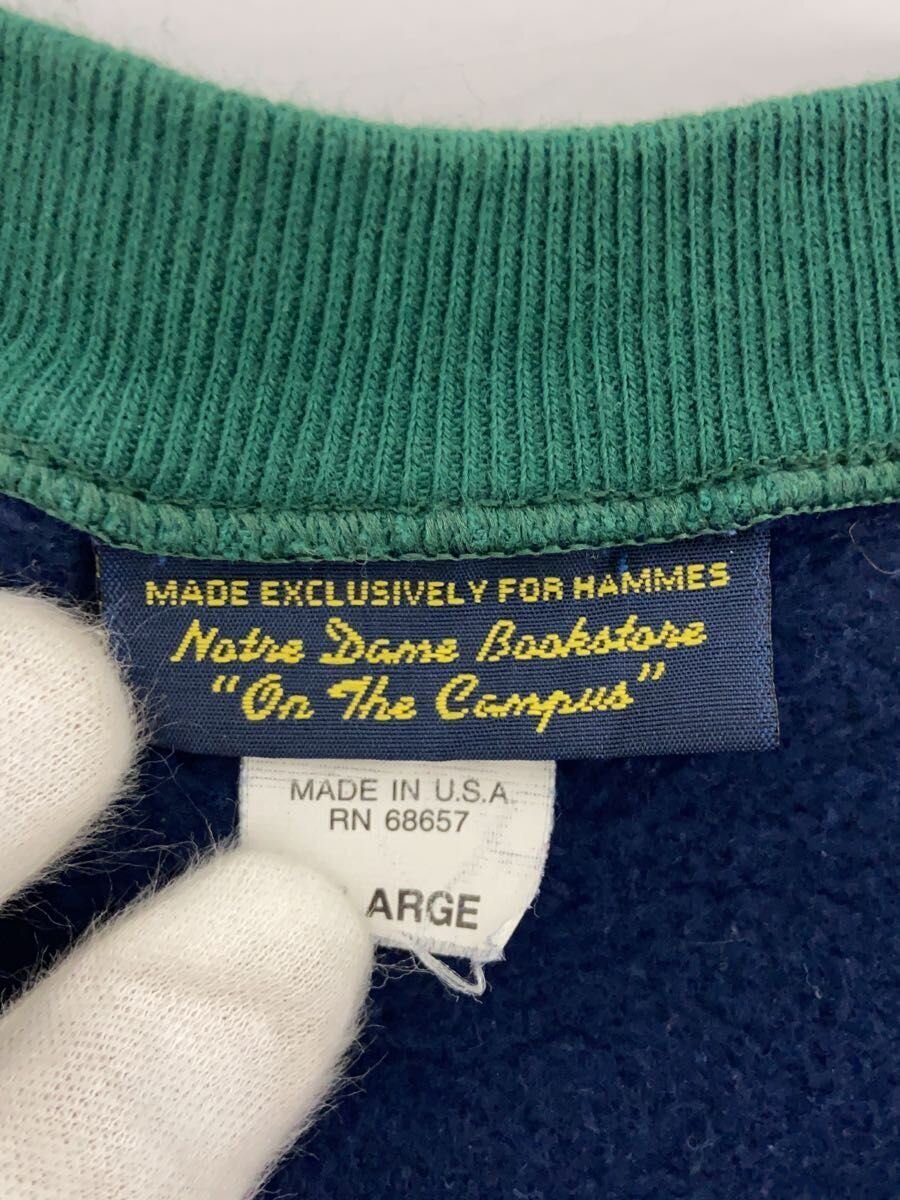 MADE EXCLUSIVELY FOR HAMMES
Notre Dame Bookstore
"On The Campus"
MADE IN U.S.A.
RN 68657
ARGE